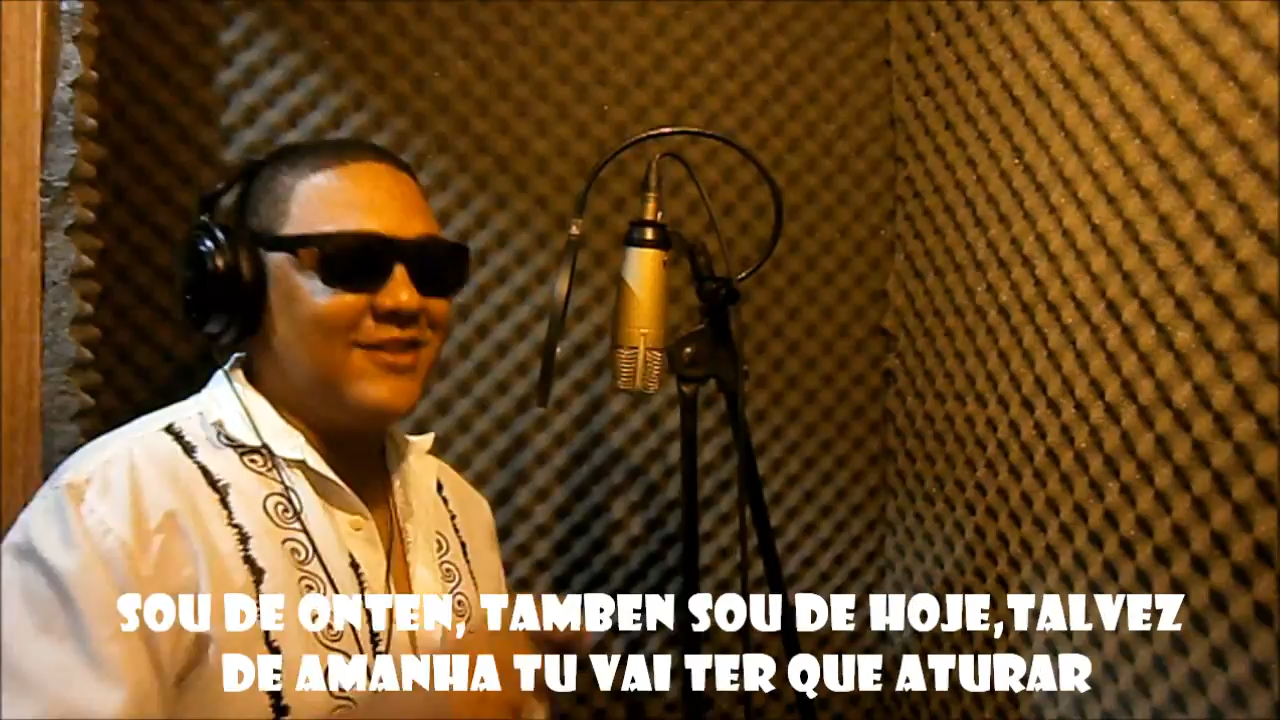 SOU DE ONTEN, TAMBEN SOU DE HOJE,TALVEZ
DE AMANHA TU VAI TER QUE ATURAR